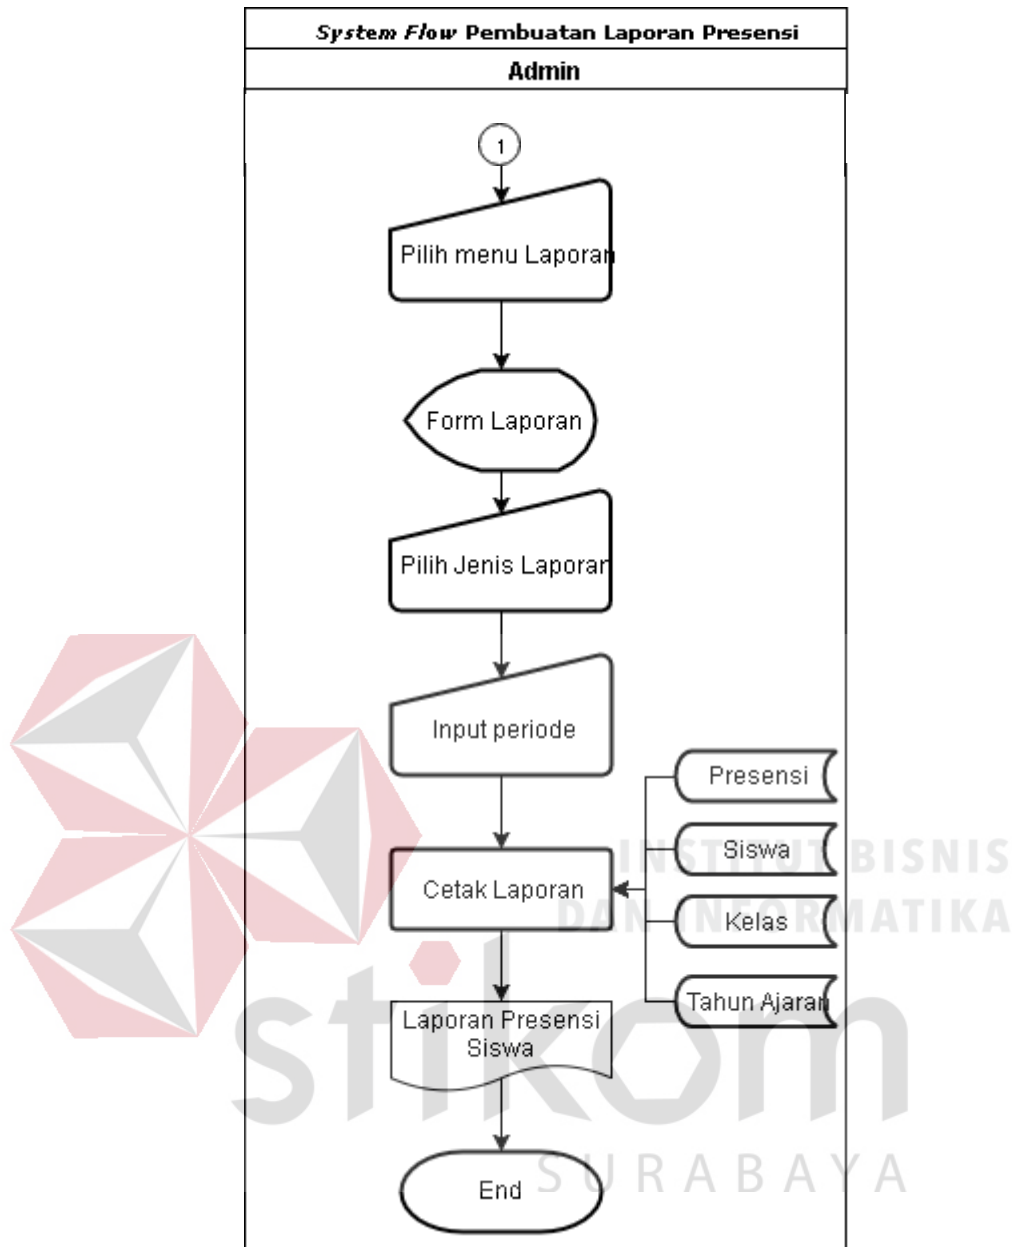 System Flow Pembuatan Laporan Presensi
Admin
1
Pilih menu Laporan
Form Laporan
Pilih Jenis Laporan
Input periode
Presensi
Siswa
Cetak Laporan
Kelas
Tahun Ajaran
Laporan Presensi
Siswa
End
INSTITUT BISNIS
DAN INFORMATIKA
stikom
SURABAYA